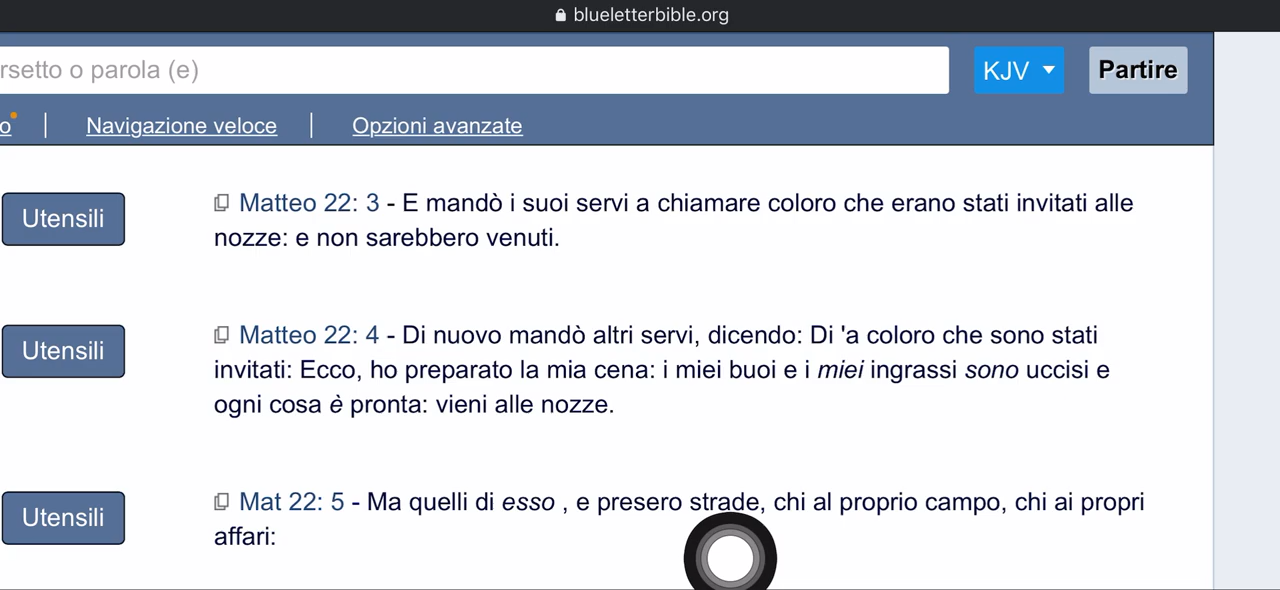 blueletterbible.org
rsetto o parola (e)
KJV
Partire
o
Navigazione veloce
Opzioni avanzate
Utensili
Matteo 22: 3 - E mandò i suoi servi a chiamare coloro che erano stati invitati alle
nozze: e non sarebbero venuti.
Utensili
Matteo 22: 4 - Di nuovo mandò altri servi, dicendo: Di 'a coloro che sono stati
invitati: Ecco, ho preparato la mia cena: i miei buoi e i miei ingrassi sono uccisi e
ogni cosa è pronta: vieni alle nozze.
Utensili
Mat 22: 5 - Ma quelli di esso , e presero strade, chi al proprio campo, chi ai propri
affari: